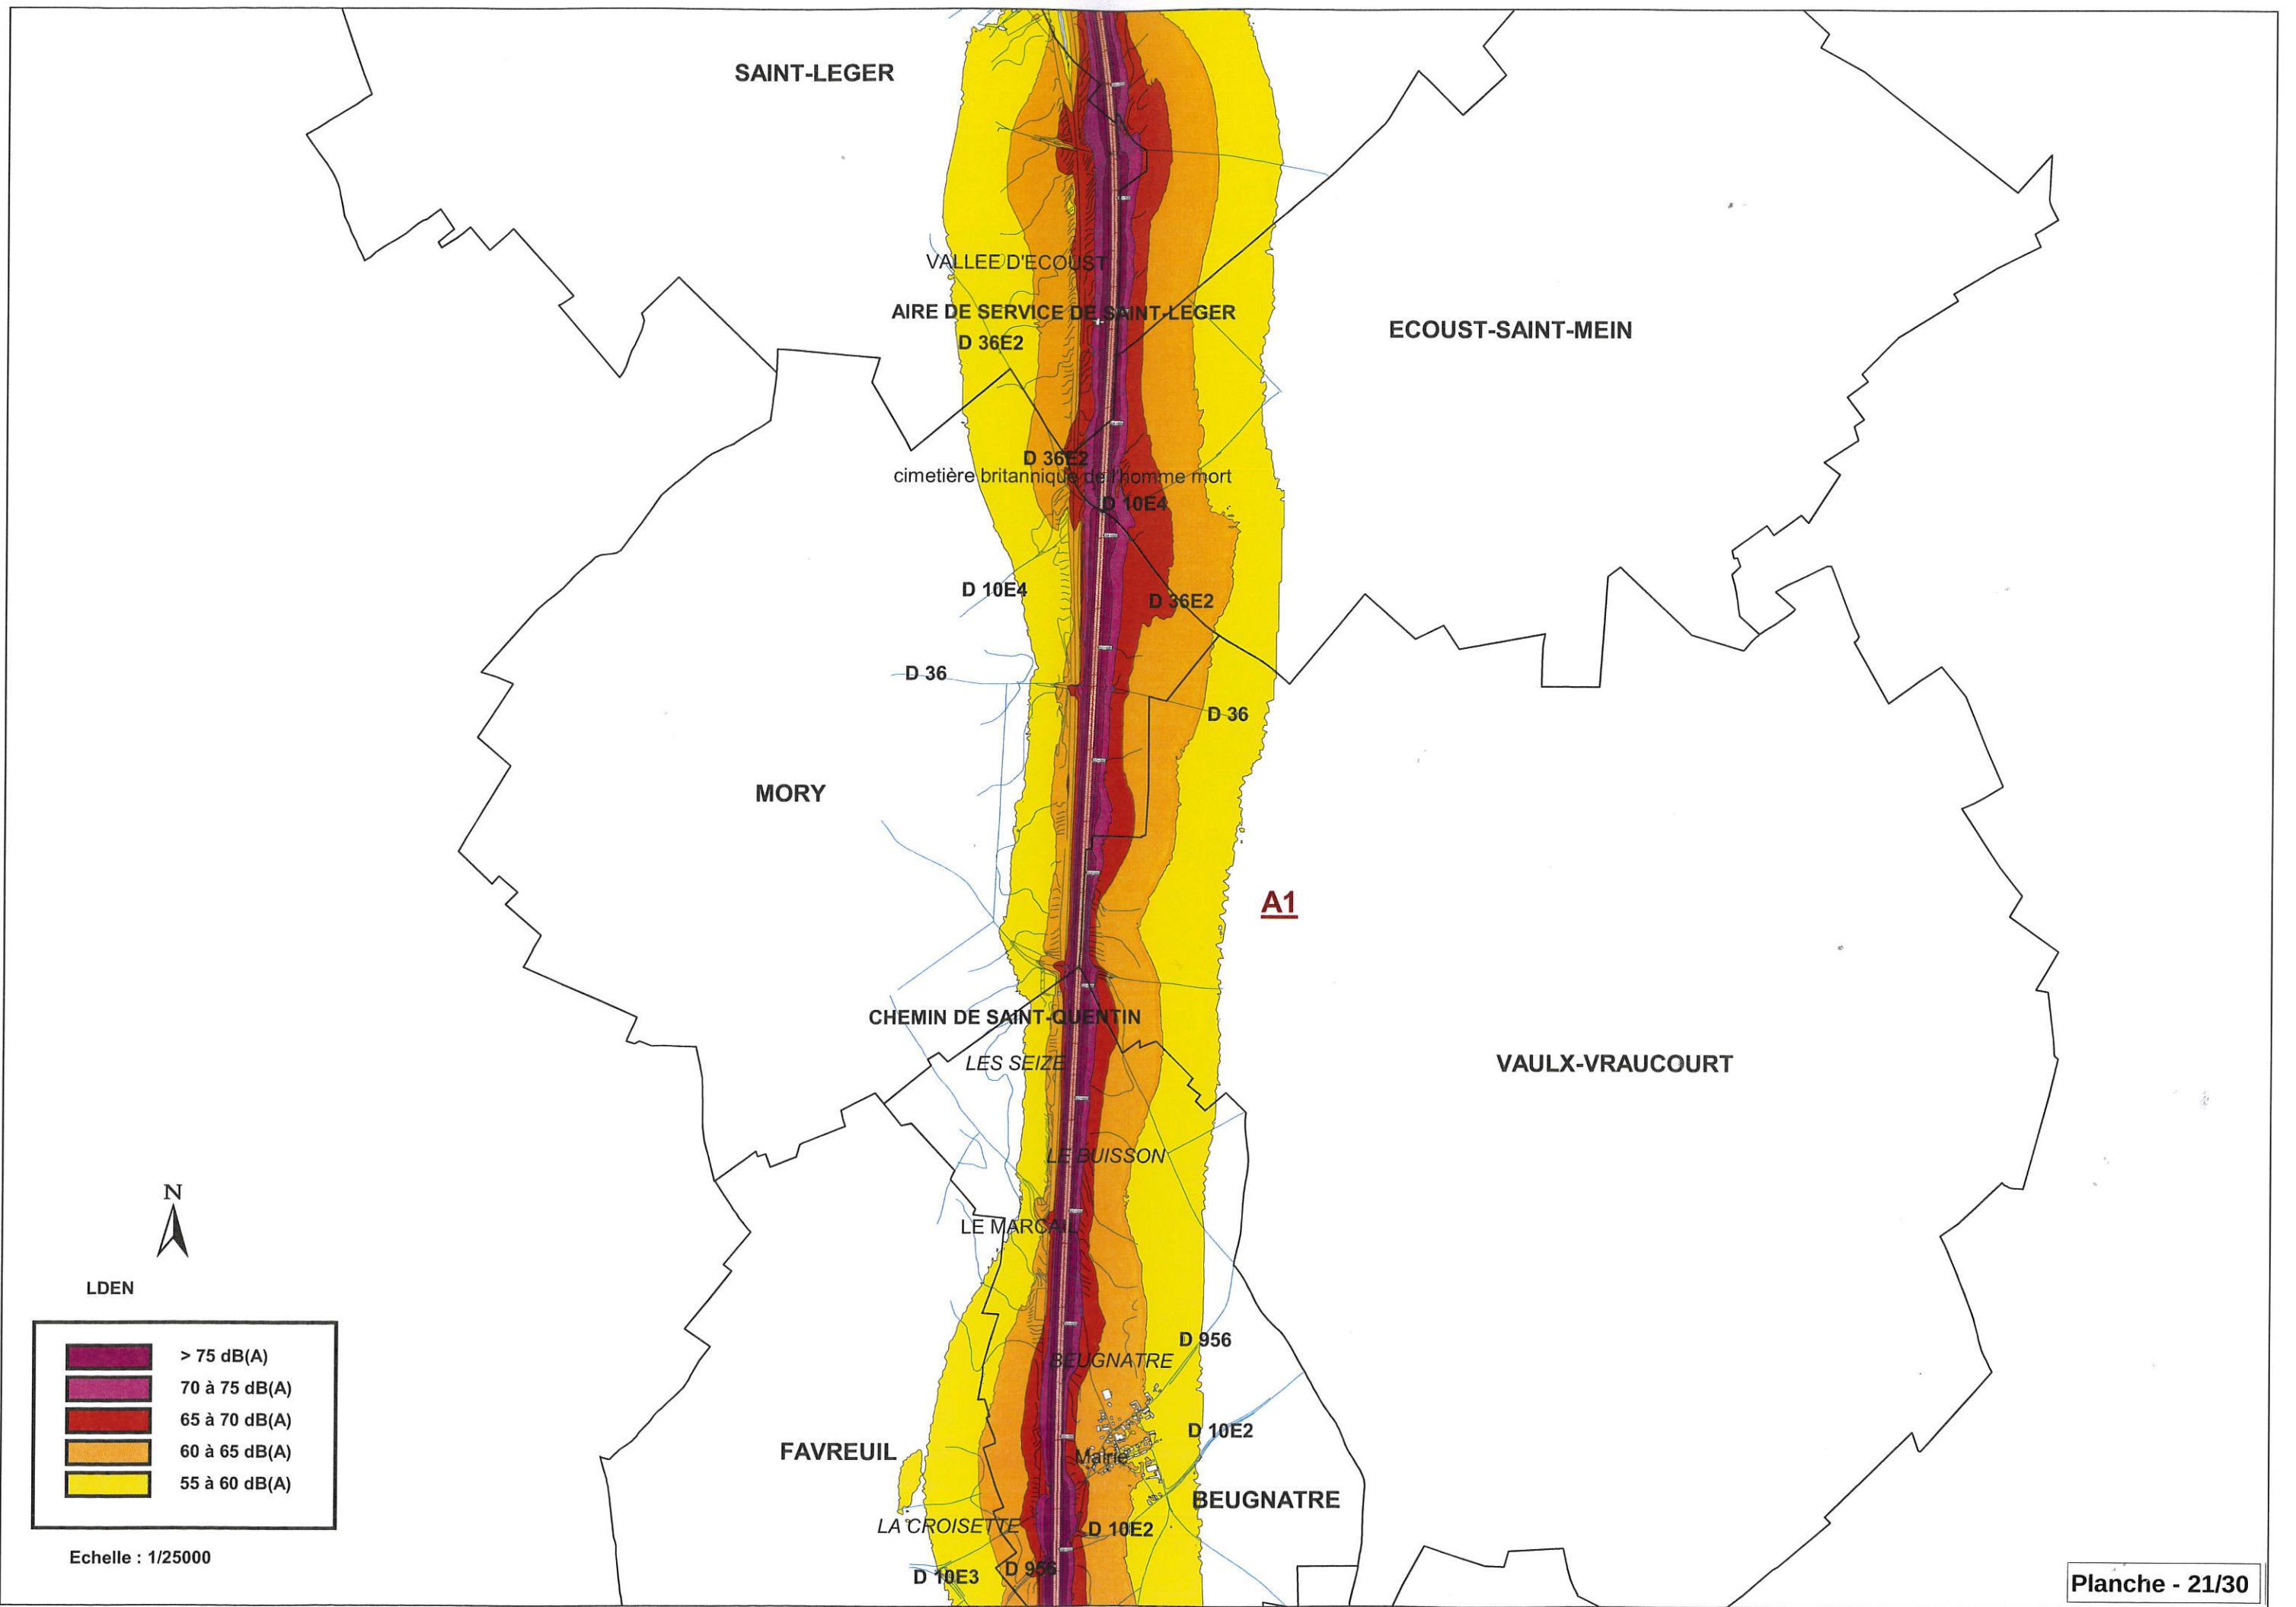 SAINT-LEGER
VALLEE D'ECOUST
AIRE DE SERVICE DE SAINT-LEGER
ECOUST-SAINT-MEIN
D 36E2
D 36E2
cimetière britannique de l'homme mort
D 10E4
D 10E4
D 36E2
D 36
D 36
MORY
A1
CHEMIN DE SAINT-QUENTIN
LES SEIZE
VAULX-VRAUCOURT
LE BUISSON
N
LE MARCAIL
LDEN
D 956
BEUGNATRE
> 75 dB(A)
70 à 75 dB(A)
65 à 70 dB(A)
60 à 65 dB(A)
55 à 60 dB(A)
D 10E2
FAVREUIL
Mairie
BEUGNATRE
LA CROISETTE
D 10E2
Echelle : 1/25000
D 10E3
D 956
Planche - 21/30